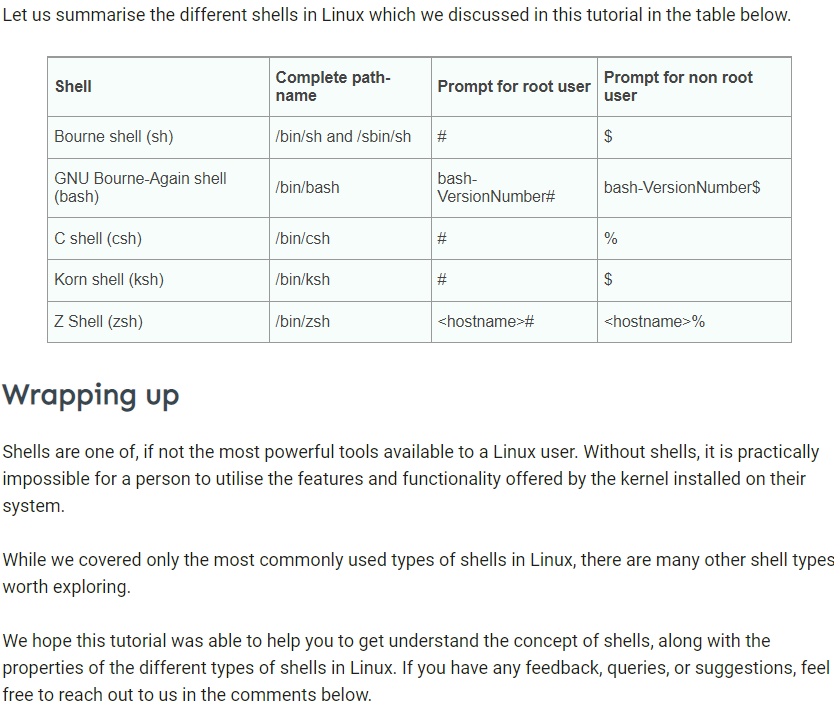 Let us summarise the different shells in Linux which we discussed in this tutorial in the table below.
Shell Complete path- Prompt for root user Prompt for non root
name user
Bourne shell (sh) /bin/sh and /sbin/sh # $
GNU Bourne-Again shell /bin/bash bash- bash-VersionNumber$
(bash) VersionNumber#
C shell (csh) /bin/csh # %
Korn shell (ksh) /bin/ksh # $
Z Shell (zsh) /bin/zsh <hostname># <hostname>%
Wrapping up
Shells are one of, if not the most powerful tools available to a Linux user. Without shells, it is practically
impossible for a person to utilise the features and functionality offered by the kernel installed on their
system.
While we covered only the most commonly used types of shells in Linux, there are many other shell types
worth exploring.
We hope this tutorial was able to help you to get understand the concept of shells, along with the
properties of the different types of shells in Linux. If you have any feedback, queries, or suggestions, feel
free to reach out to us in the comments below.